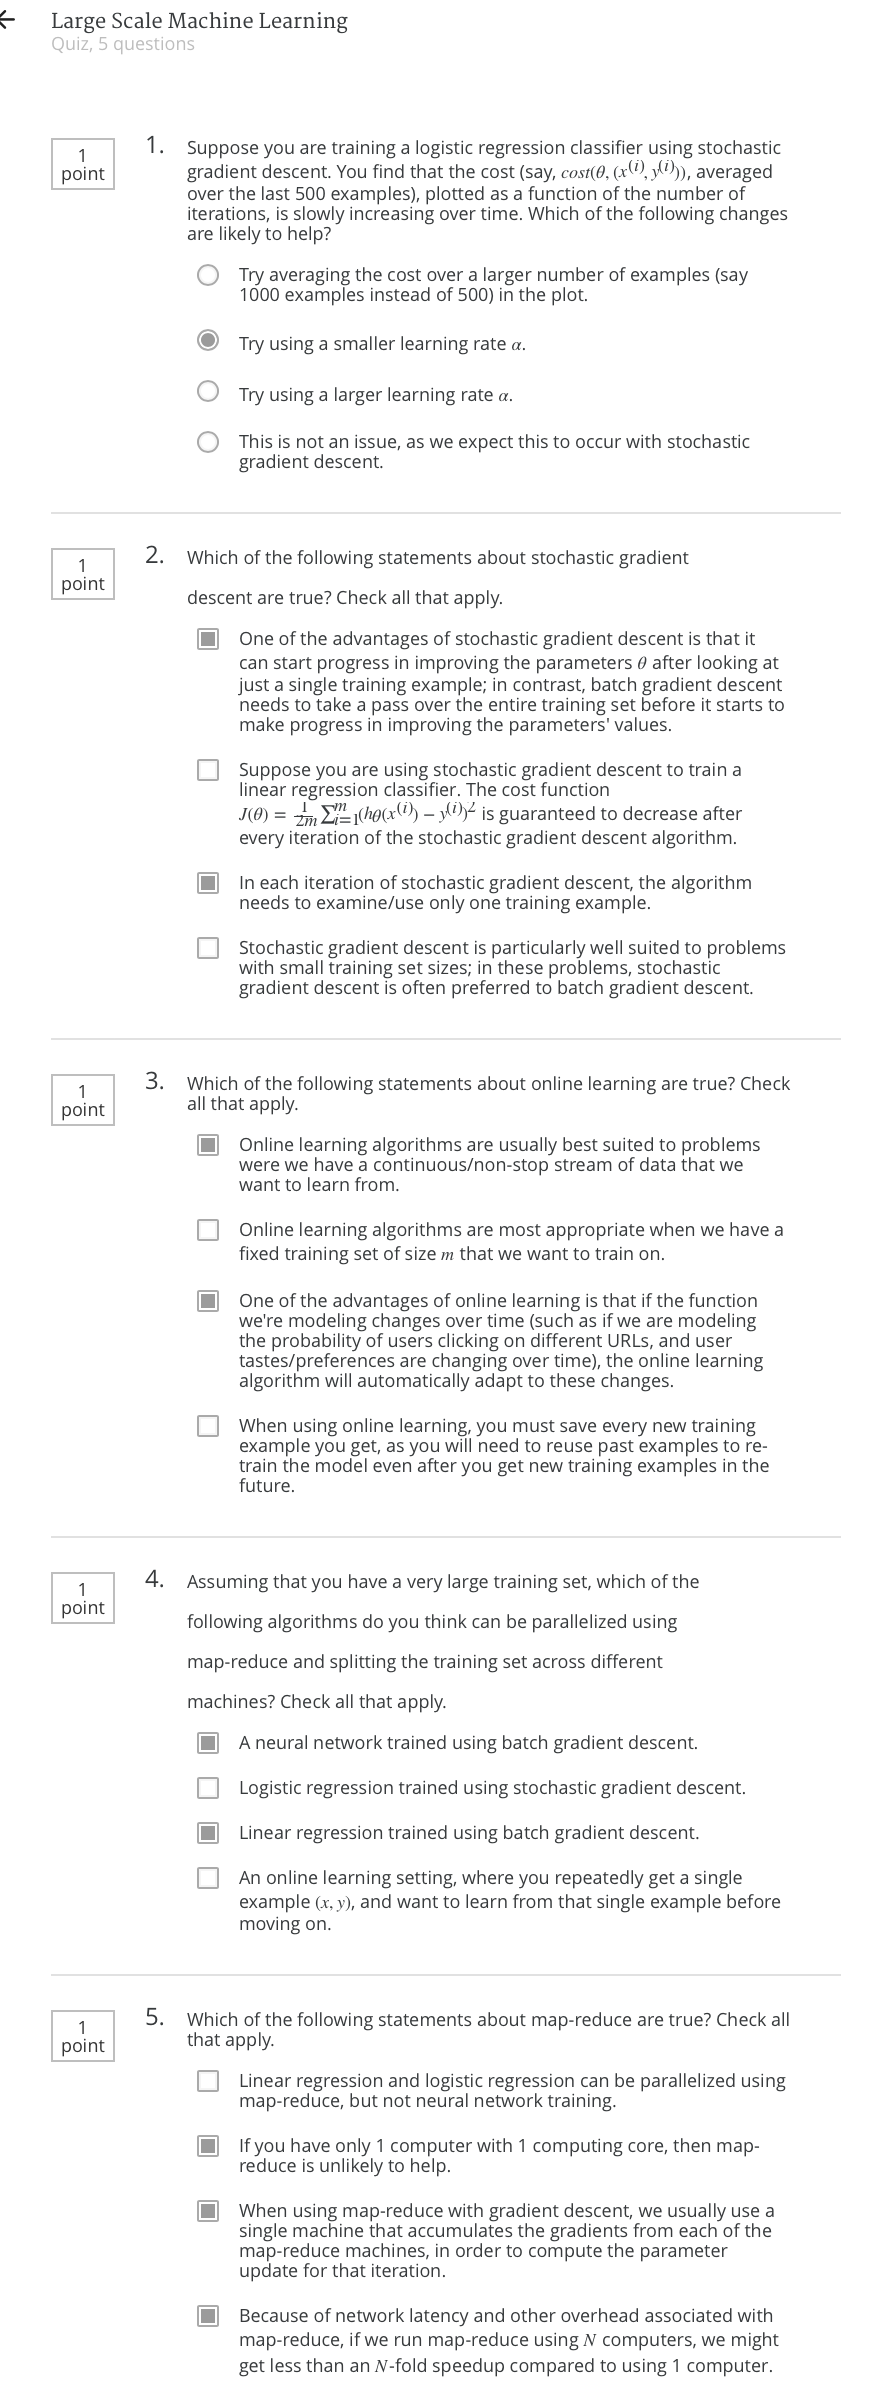 Large Scale Machine Learning
Quiz, 5 questions
1 point
1. Suppose you are training a logistic regression classifier using stochastic
gradient descent. You find that the cost (say, cost(θ, (x^(i), y^(i))), averaged
over the last 500 examples), plotted as a function of the number of
iterations, is slowly increasing over time. Which of the following changes
are likely to help?
Try averaging the cost over a larger number of examples (say
1000 examples instead of 500) in the plot.
Try using a smaller learning rate α.
Try using a larger learning rate α.
This is not an issue, as we expect this to occur with stochastic
gradient descent.
1 point
2. Which of the following statements about stochastic gradient
descent are true? Check all that apply.
One of the advantages of stochastic gradient descent is that it
can start progress in improving the parameters θ after looking at
just a single training example; in contrast, batch gradient descent
needs to take a pass over the entire training set before it starts to
make progress in improving the parameters' values.
Suppose you are using stochastic gradient descent to train a
linear regression classifier. The cost function
J(θ) = 1/2m ∑_{i=1}^m (hθ(x^(i)) − y^(i))^2 is guaranteed to decrease after
every iteration of the stochastic gradient descent algorithm.
In each iteration of stochastic gradient descent, the algorithm
needs to examine/use only one training example.
Stochastic gradient descent is particularly well suited to problems
with small training set sizes; in these problems, stochastic
gradient descent is often preferred to batch gradient descent.
1 point
3. Which of the following statements about online learning are true? Check
all that apply.
Online learning algorithms are usually best suited to problems
were we have a continuous/non-stop stream of data that we
want to learn from.
Online learning algorithms are most appropriate when we have a
fixed training set of size m that we want to train on.
One of the advantages of online learning is that if the function
we're modeling changes over time (such as if we are modeling
the probability of users clicking on different URLs, and user
tastes/preferences are changing over time), the online learning
algorithm will automatically adapt to these changes.
When using online learning, you must save every new training
example you get, as you will need to reuse past examples to re-
train the model even after you get new training examples in the
future.
1 point
4. Assuming that you have a very large training set, which of the
following algorithms do you think can be parallelized using
map-reduce and splitting the training set across different
machines? Check all that apply.
A neural network trained using batch gradient descent.
Logistic regression trained using stochastic gradient descent.
Linear regression trained using batch gradient descent.
An online learning setting, where you repeatedly get a single
example (x, y), and want to learn from that single example before
moving on.
1 point
5. Which of the following statements about map-reduce are true? Check all
that apply.
Linear regression and logistic regression can be parallelized using
map-reduce, but not neural network training.
If you have only 1 computer with 1 computing core, then map-
reduce is unlikely to help.
When using map-reduce with gradient descent, we usually use a
single machine that accumulates the gradients from each of the
map-reduce machines, in order to compute the parameter
update for that iteration.
Because of network latency and other overhead associated with
map-reduce, if we run map-reduce using N computers, we might
get less than an N-fold speedup compared to using 1 computer.